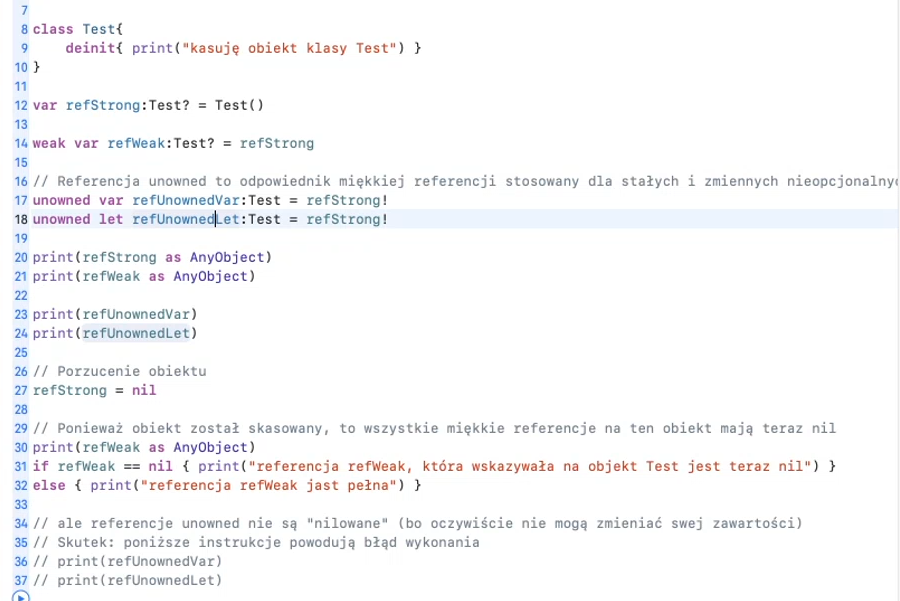 7
8 class Test{
9     deinit{ print("kasuję obiekt klasy Test") }
10 }
11
12 var refStrong:Test? = Test()
13
14 weak var refWeak:Test? = refStrong
15
16 // Referencja unowned to odpowiednik miękkiej referencji stosowany dla stałych i zmiennych
17 unowned var refUnownedVar:Test = refStrong!
18 unowned let refUnownedLet:Test = refStrong!
19
20 print(refStrong as AnyObject)
21 print(refWeak as AnyObject)
22
23 print(refUnownedVar)
24 print(refUnownedLet)
25
26 // Porzucenie obiektu
27 refStrong = nil
28
29 // Ponieważ obiekt został skasowany, to wszystkie miękkie referencje na ten obiekt mają teraz nil
30 print(refWeak as AnyObject)
31 if refWeak == nil { print("referencja refWeak, która wskazywała na objekt Test jest teraz nil") }
32 else { print("referencja refWeak jast pełna") }
33
34 // ale referencje unowned nie są "nilowane" (bo oczywiście nie mogą zmieniać swej zawartości)
35 // Skutek: poniższe instrukcje powodują błąd wykonania
36 // print(refUnownedVar)
37 // print(refUnownedLet)